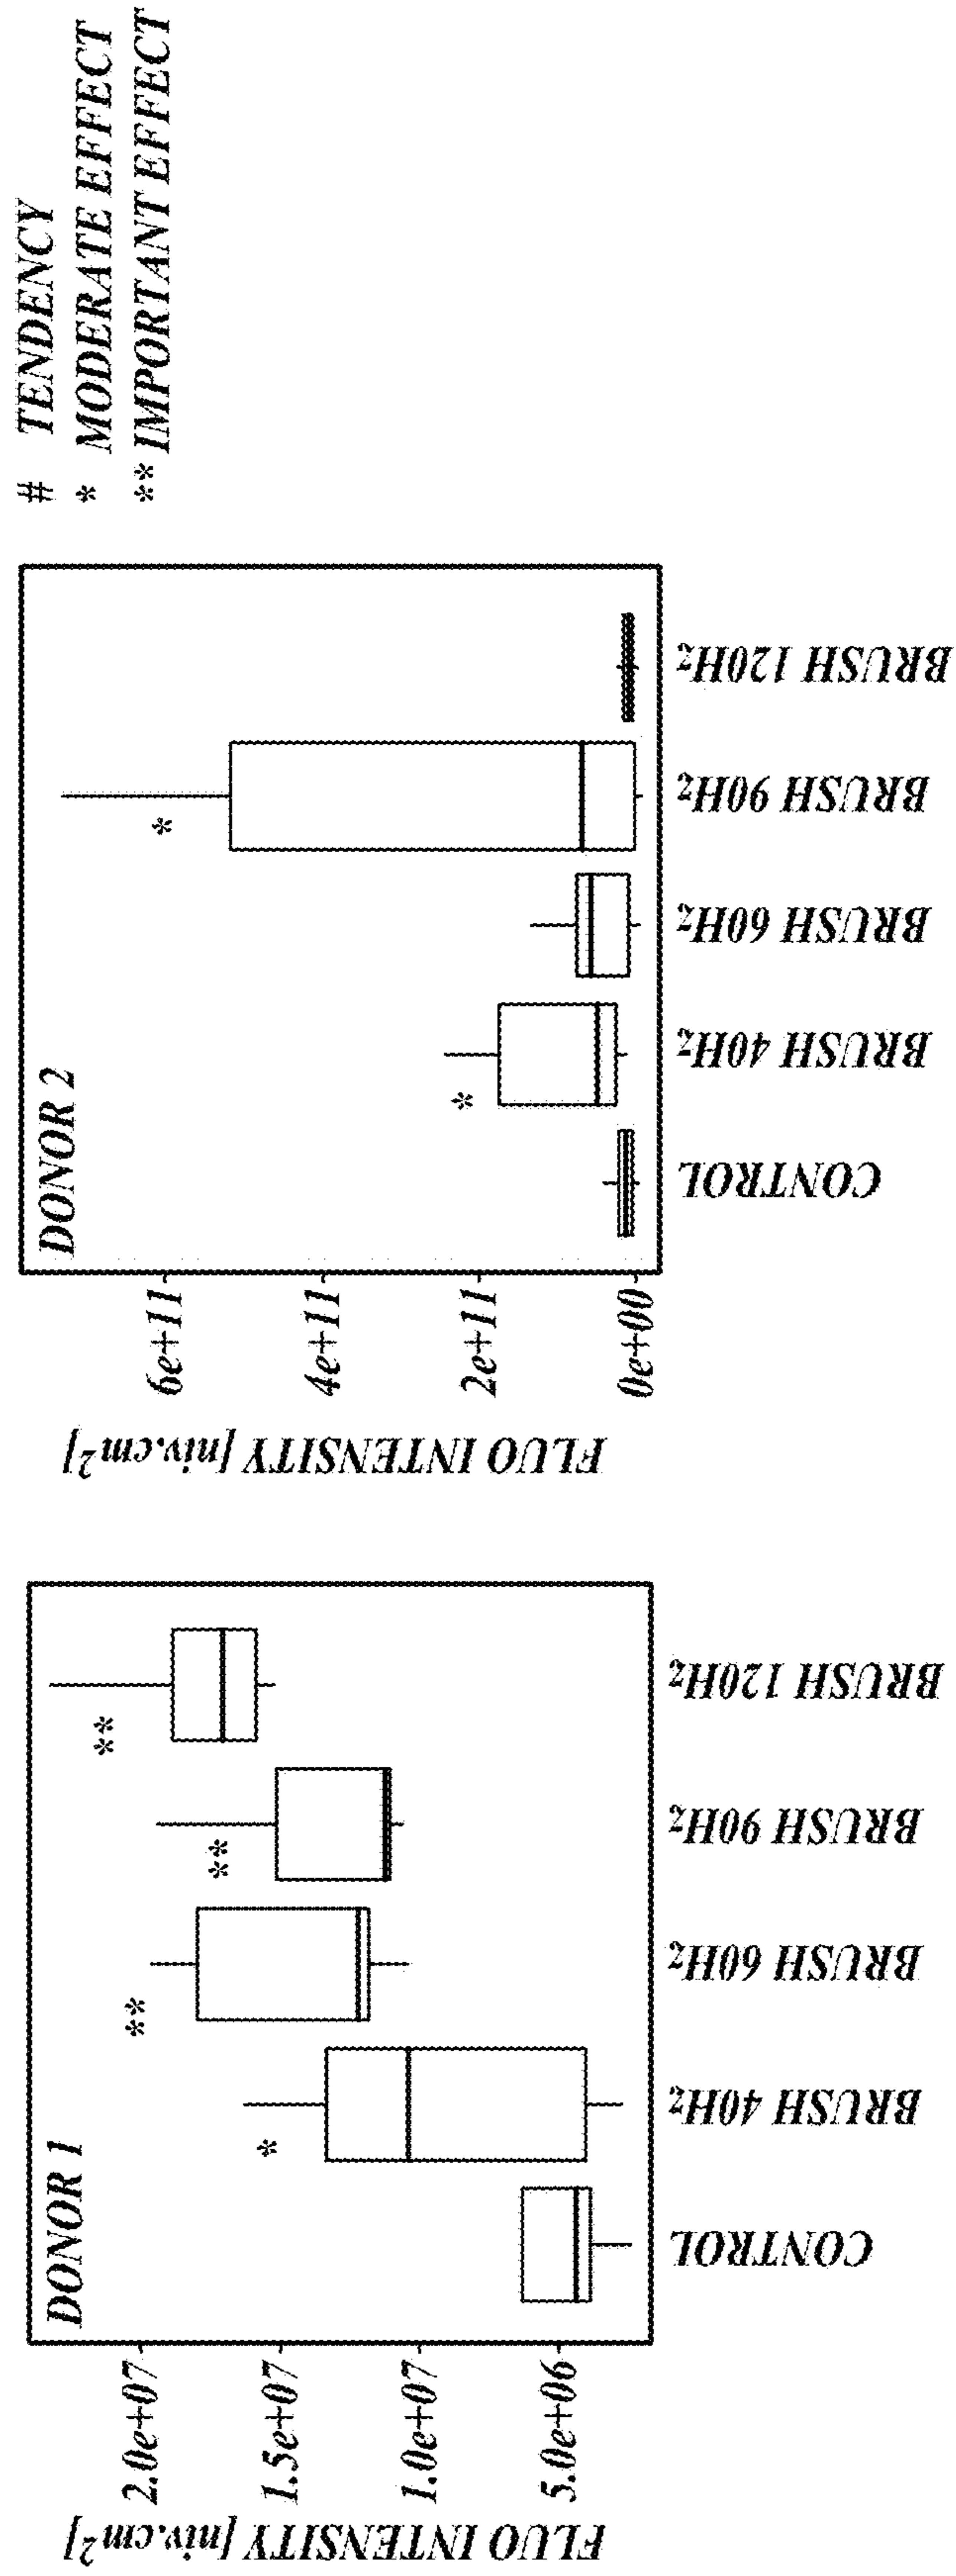 DONOR 1
FLUO INTENSITY [niv.cm²]
2.0e+07
1.5e+07
1.0e+07
5.0e+06
**
**
**
*
CONTROL
BRUSH 40Hz
BRUSH 60Hz
BRUSH 90Hz
BRUSH 120Hz
DONOR 2
FLUO INTENSITY [niv.cm²]
6e+11
4e+11
2e+11
0e+00
*
*
CONTROL
BRUSH 40Hz
BRUSH 60Hz
BRUSH 90Hz
BRUSH 120Hz
# TENDENCY
* MODERATE EFFECT
** IMPORTANT EFFECT